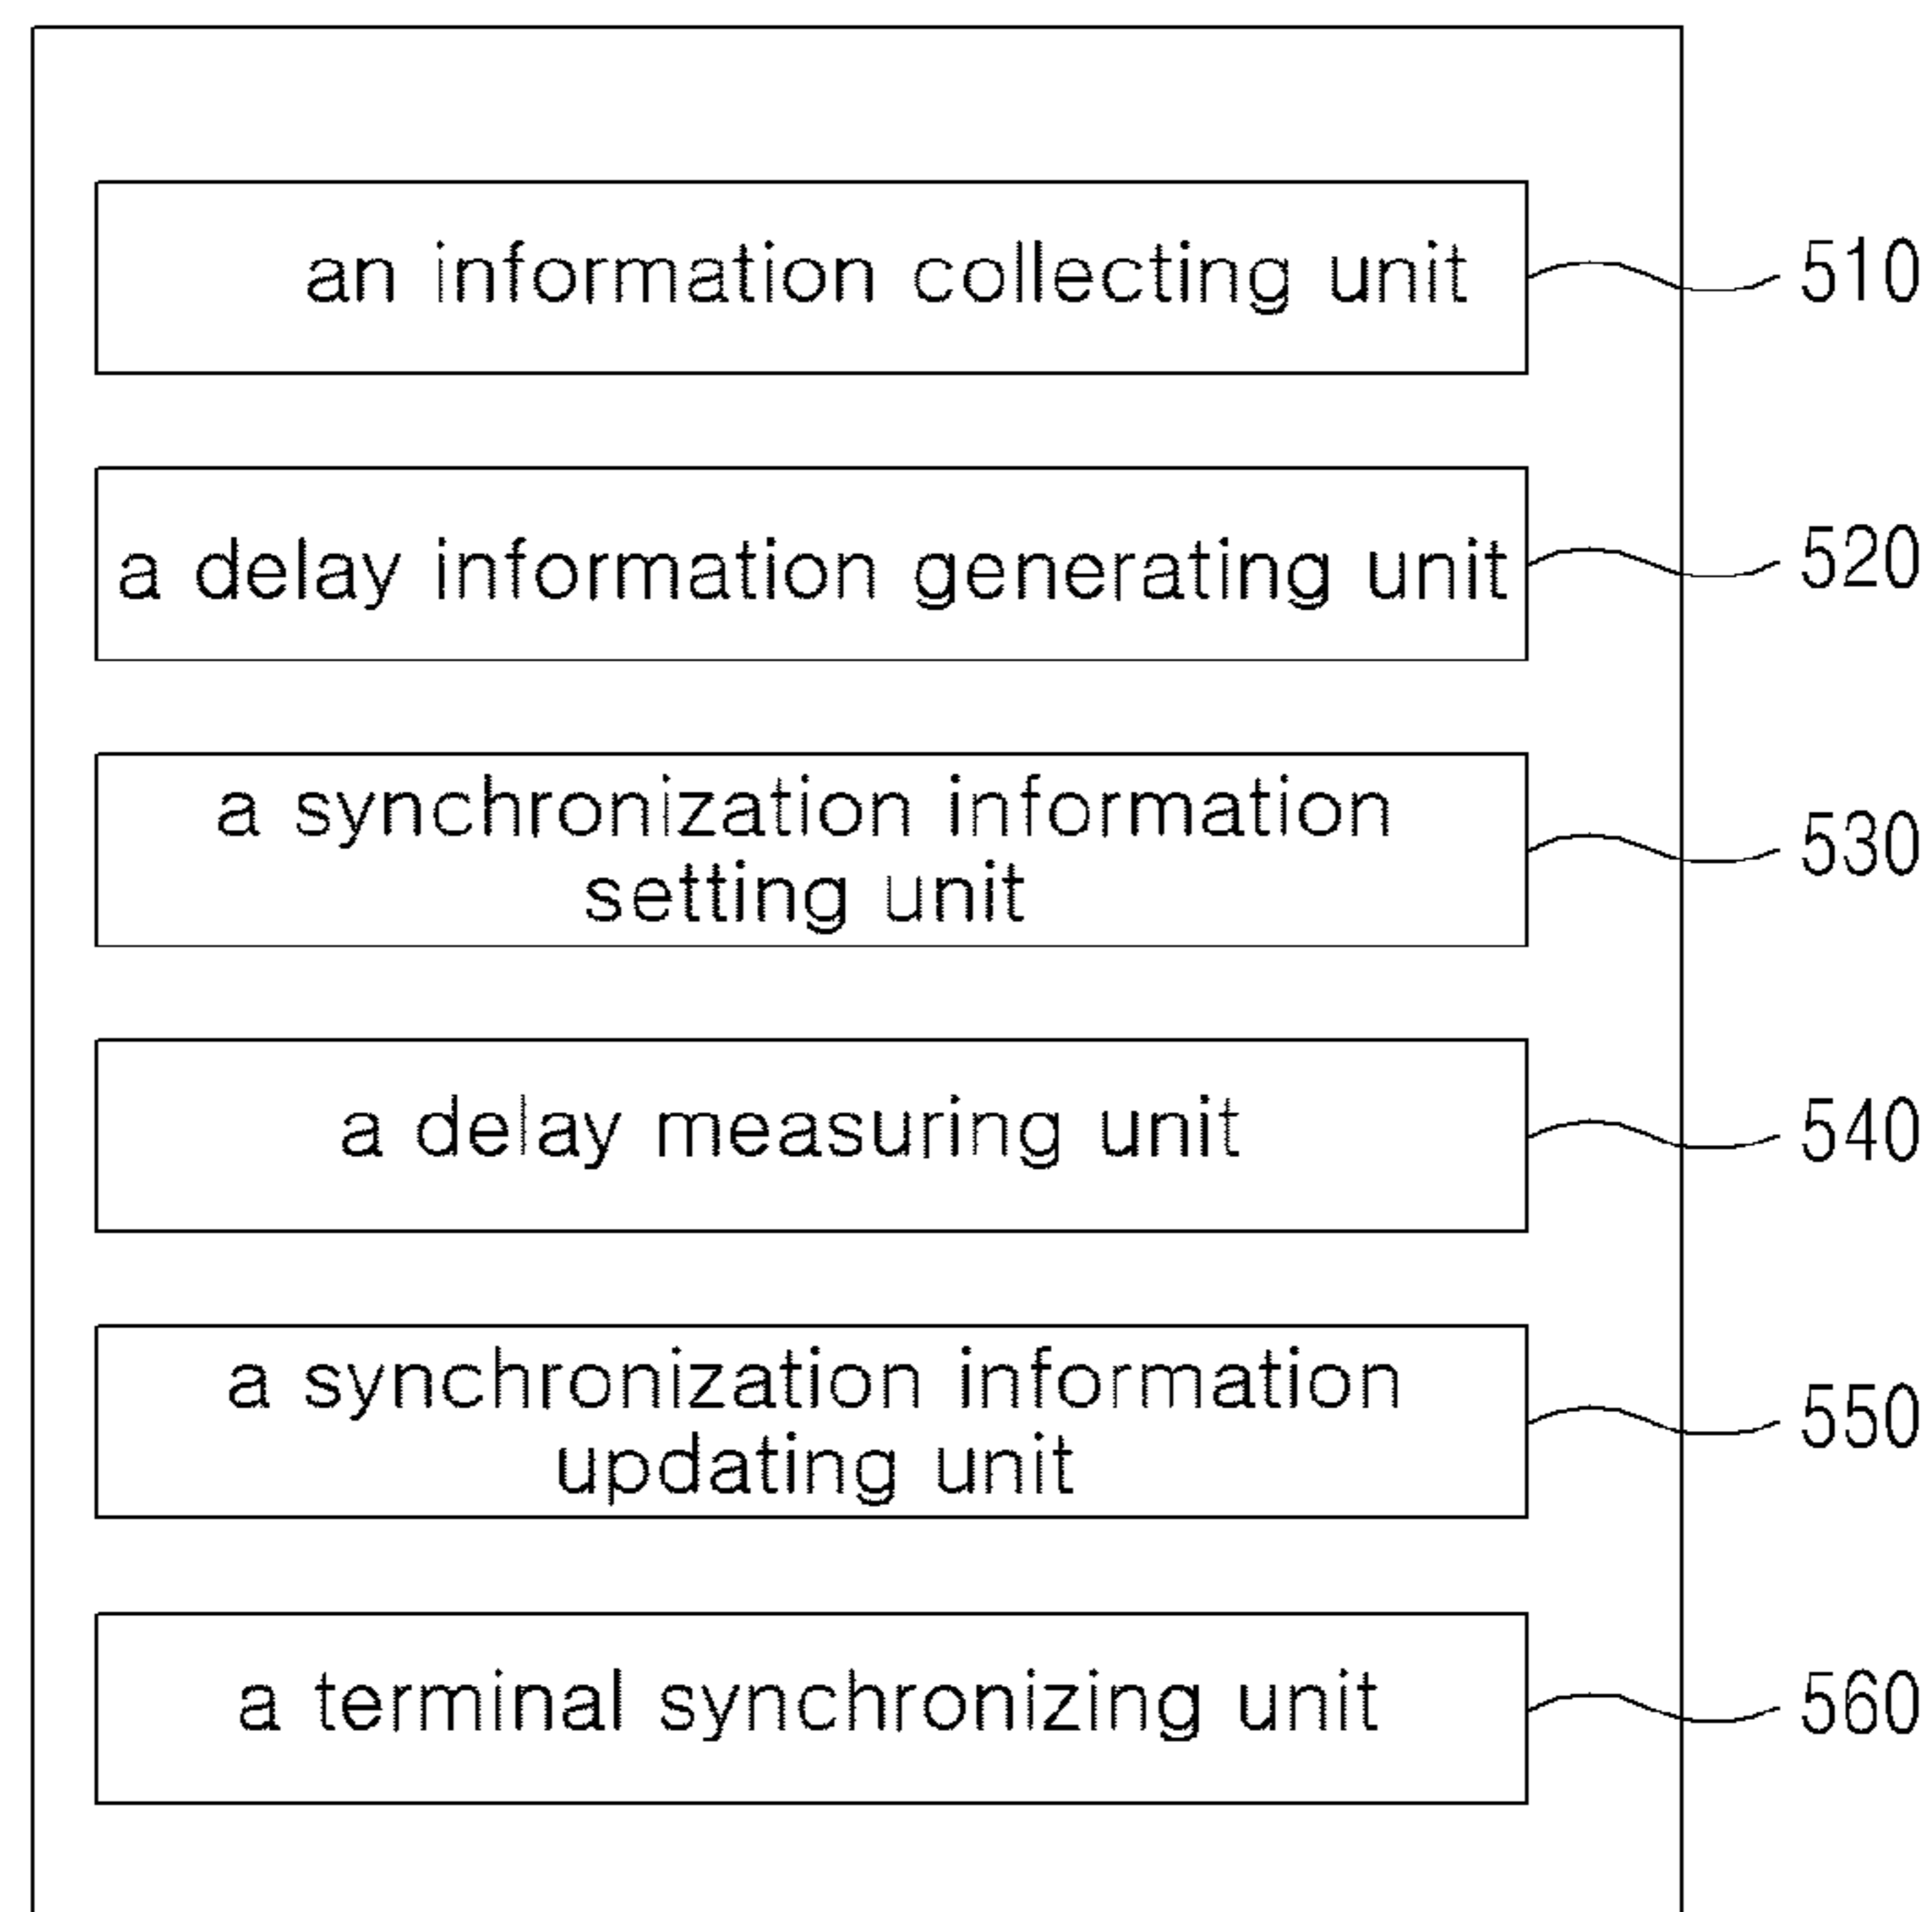 an information collecting unit
510
a delay information generating unit
520
a synchronization information
setting unit
530
a delay measuring unit
540
a synchronization information
updating unit
550
a terminal synchronizing unit
560